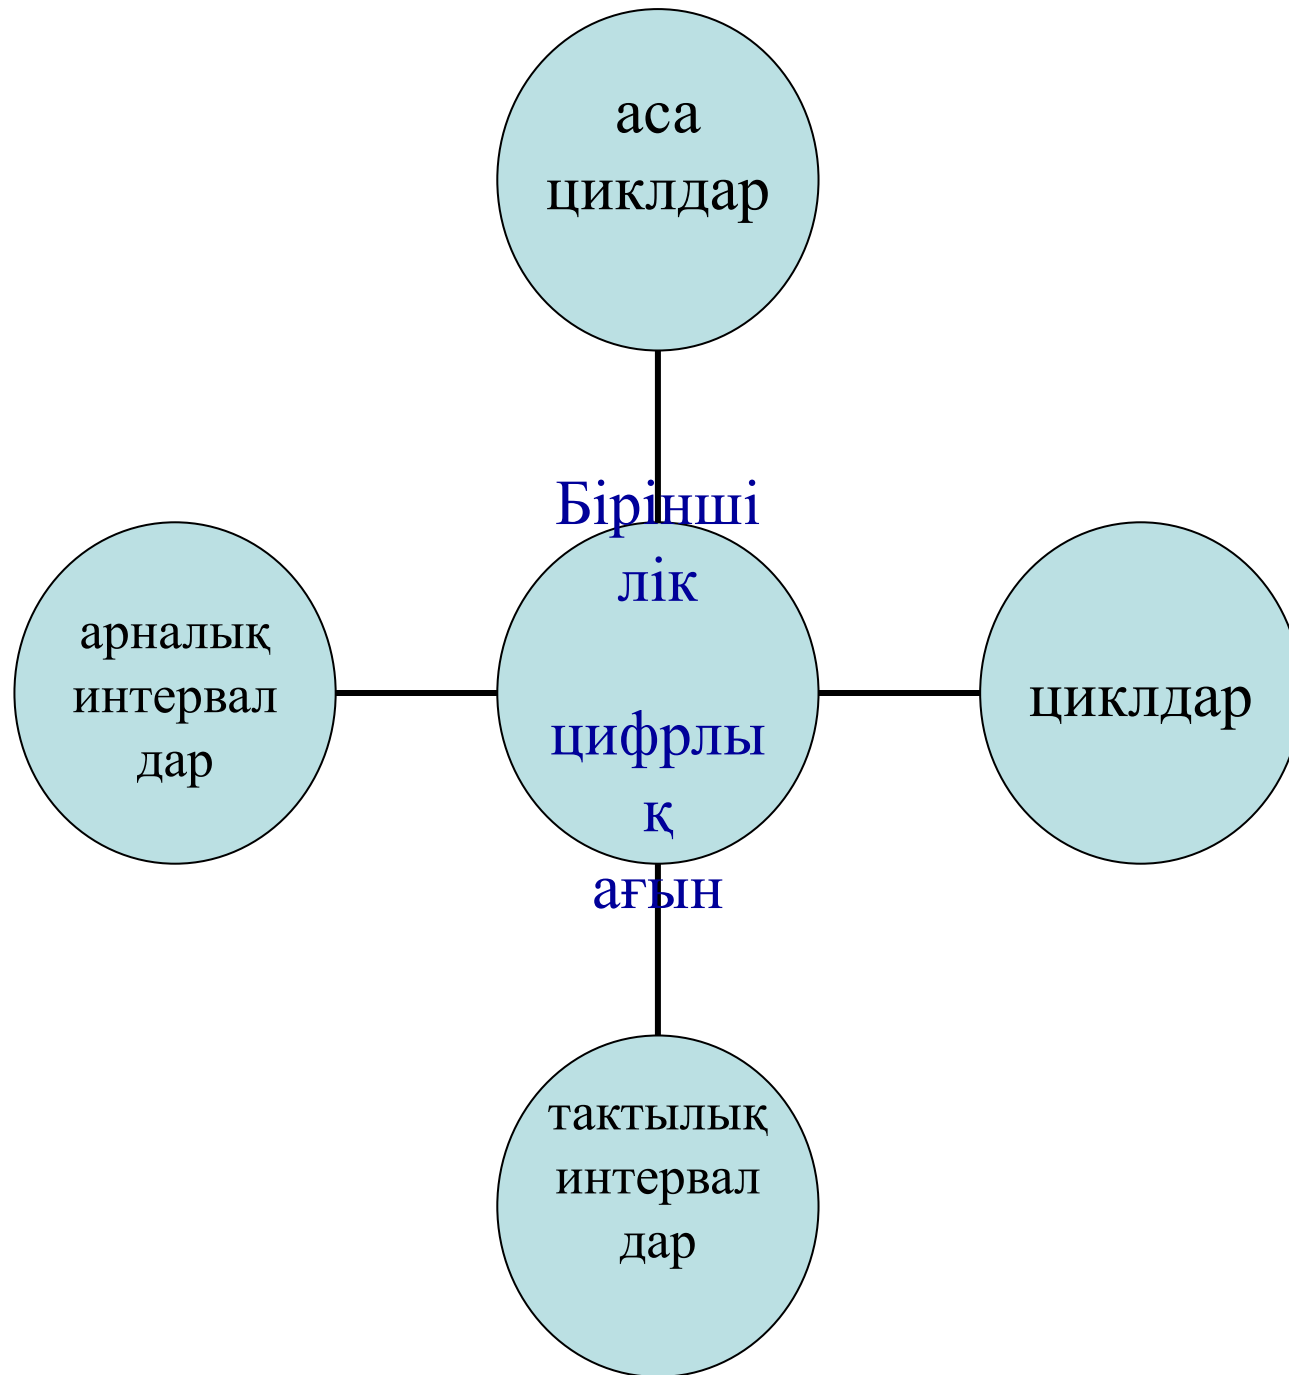 аса
циклдар
Бірінші
лік
цифрлы
қ
ағын
арналық
интервал
дар
циклдар
тактылық
интервал
дар